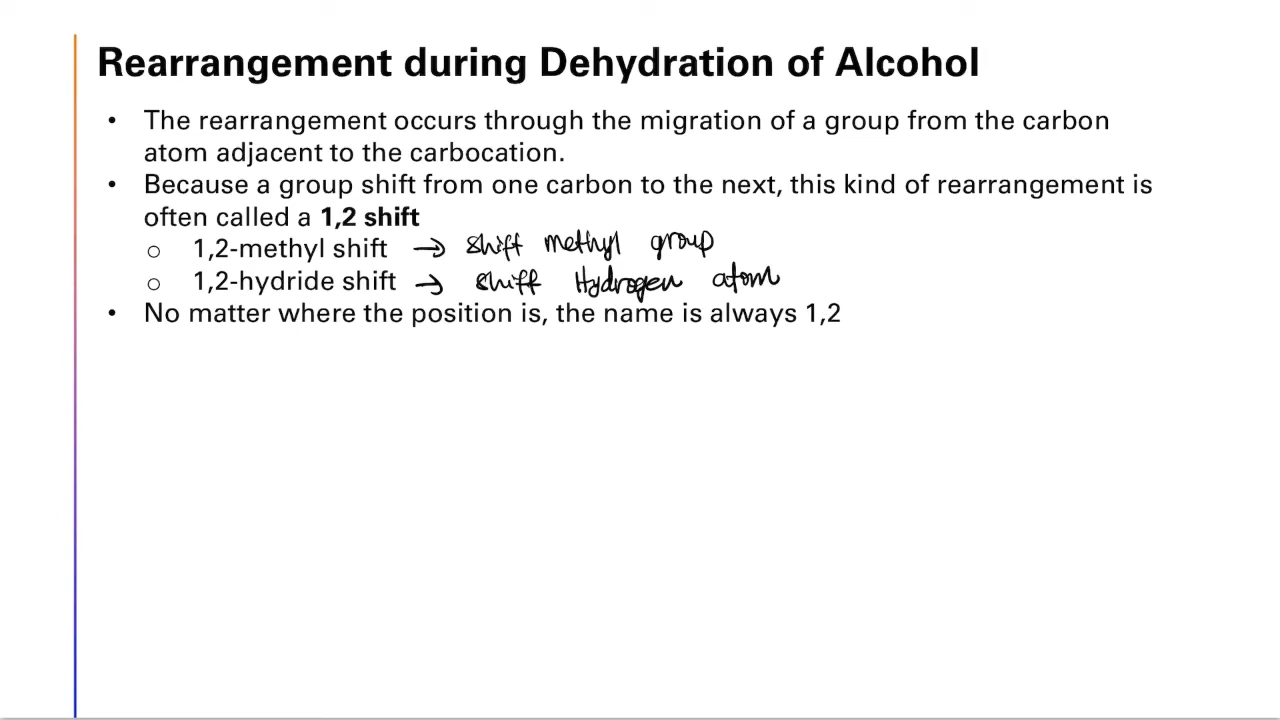 Rearrangement during Dehydration of Alcohol
• The rearrangement occurs through the migration of a group from the carbon
atom adjacent to the carbocation.
• Because a group shift from one carbon to the next, this kind of rearrangement is
often called a 1,2 shift
○ 1,2-methyl shift → shift methyl group
○ 1,2-hydride shift → shift Hydrogen atom
• No matter where the position is, the name is always 1,2